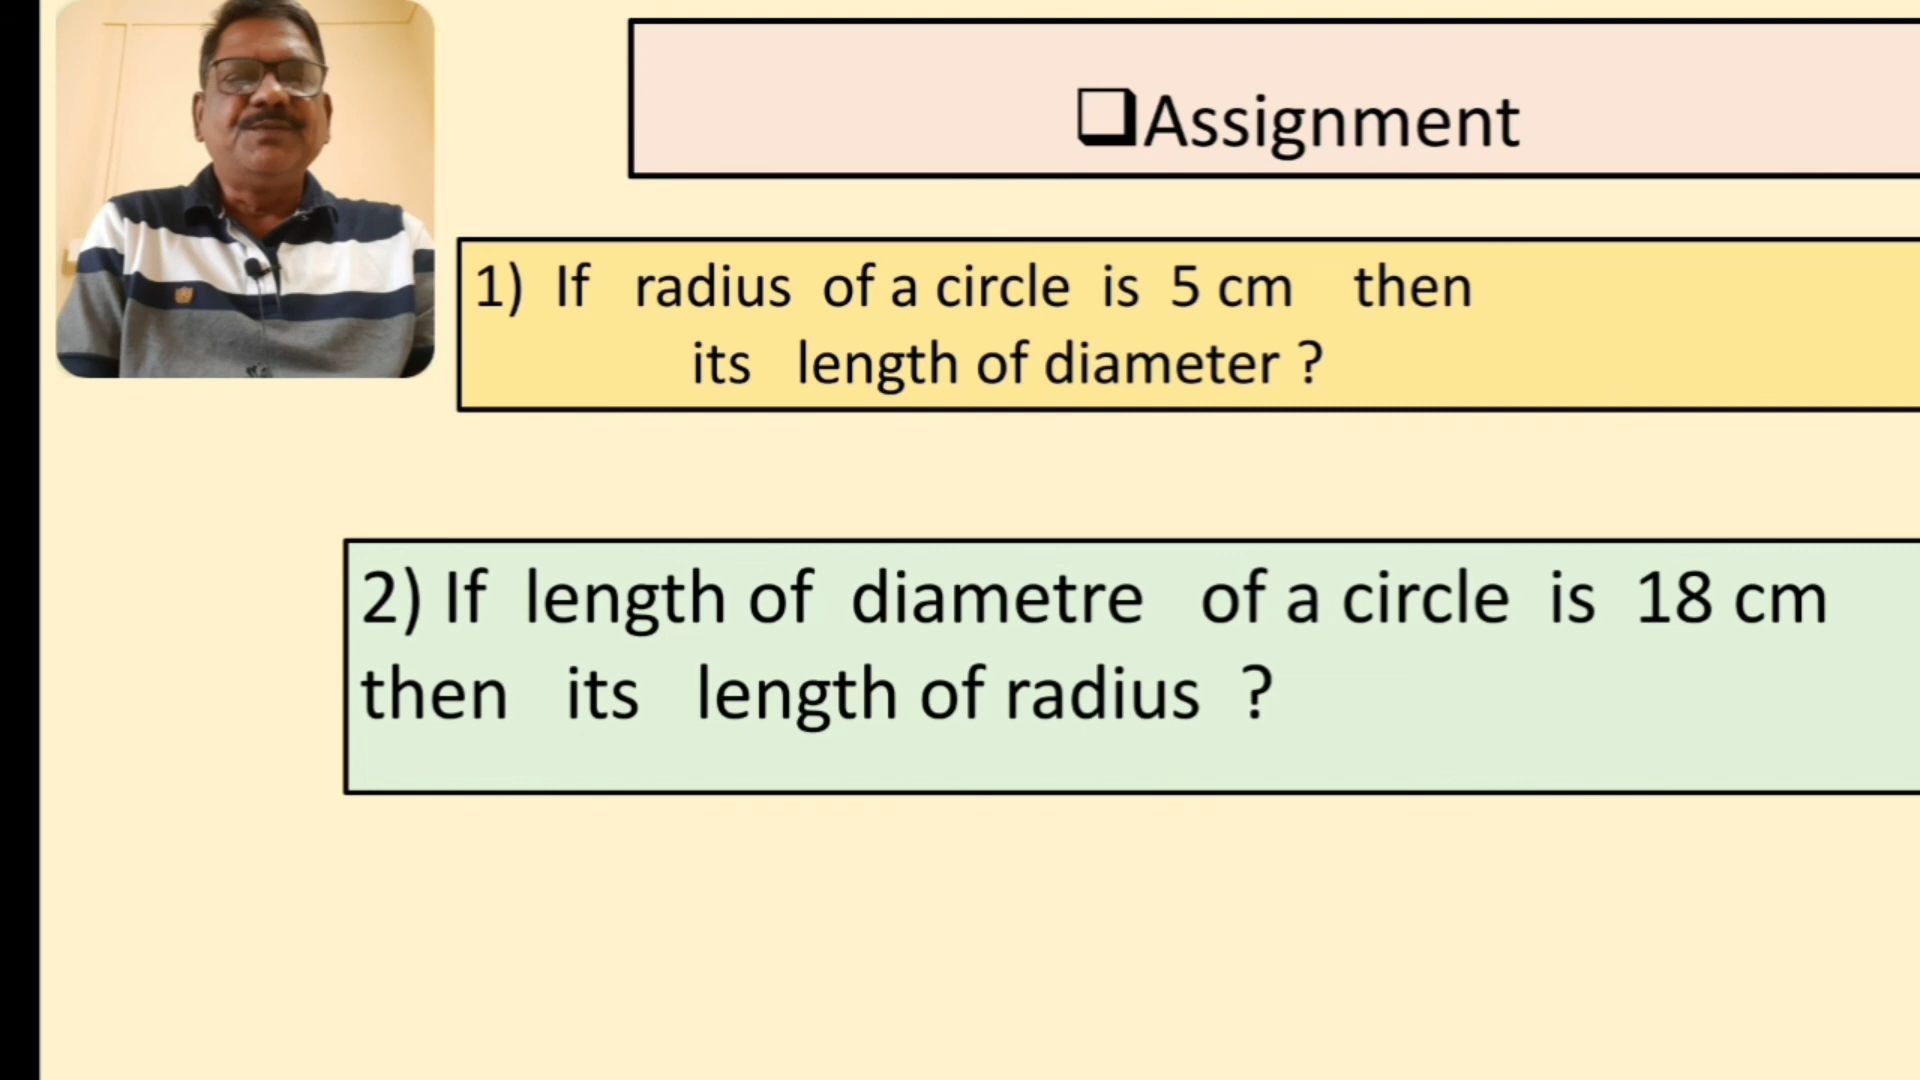 ❑Assignment
1) If radius of a circle is 5 cm then
its length of diameter ?
2) If length of diametre of a circle is 18 cm
then its length of radius ?